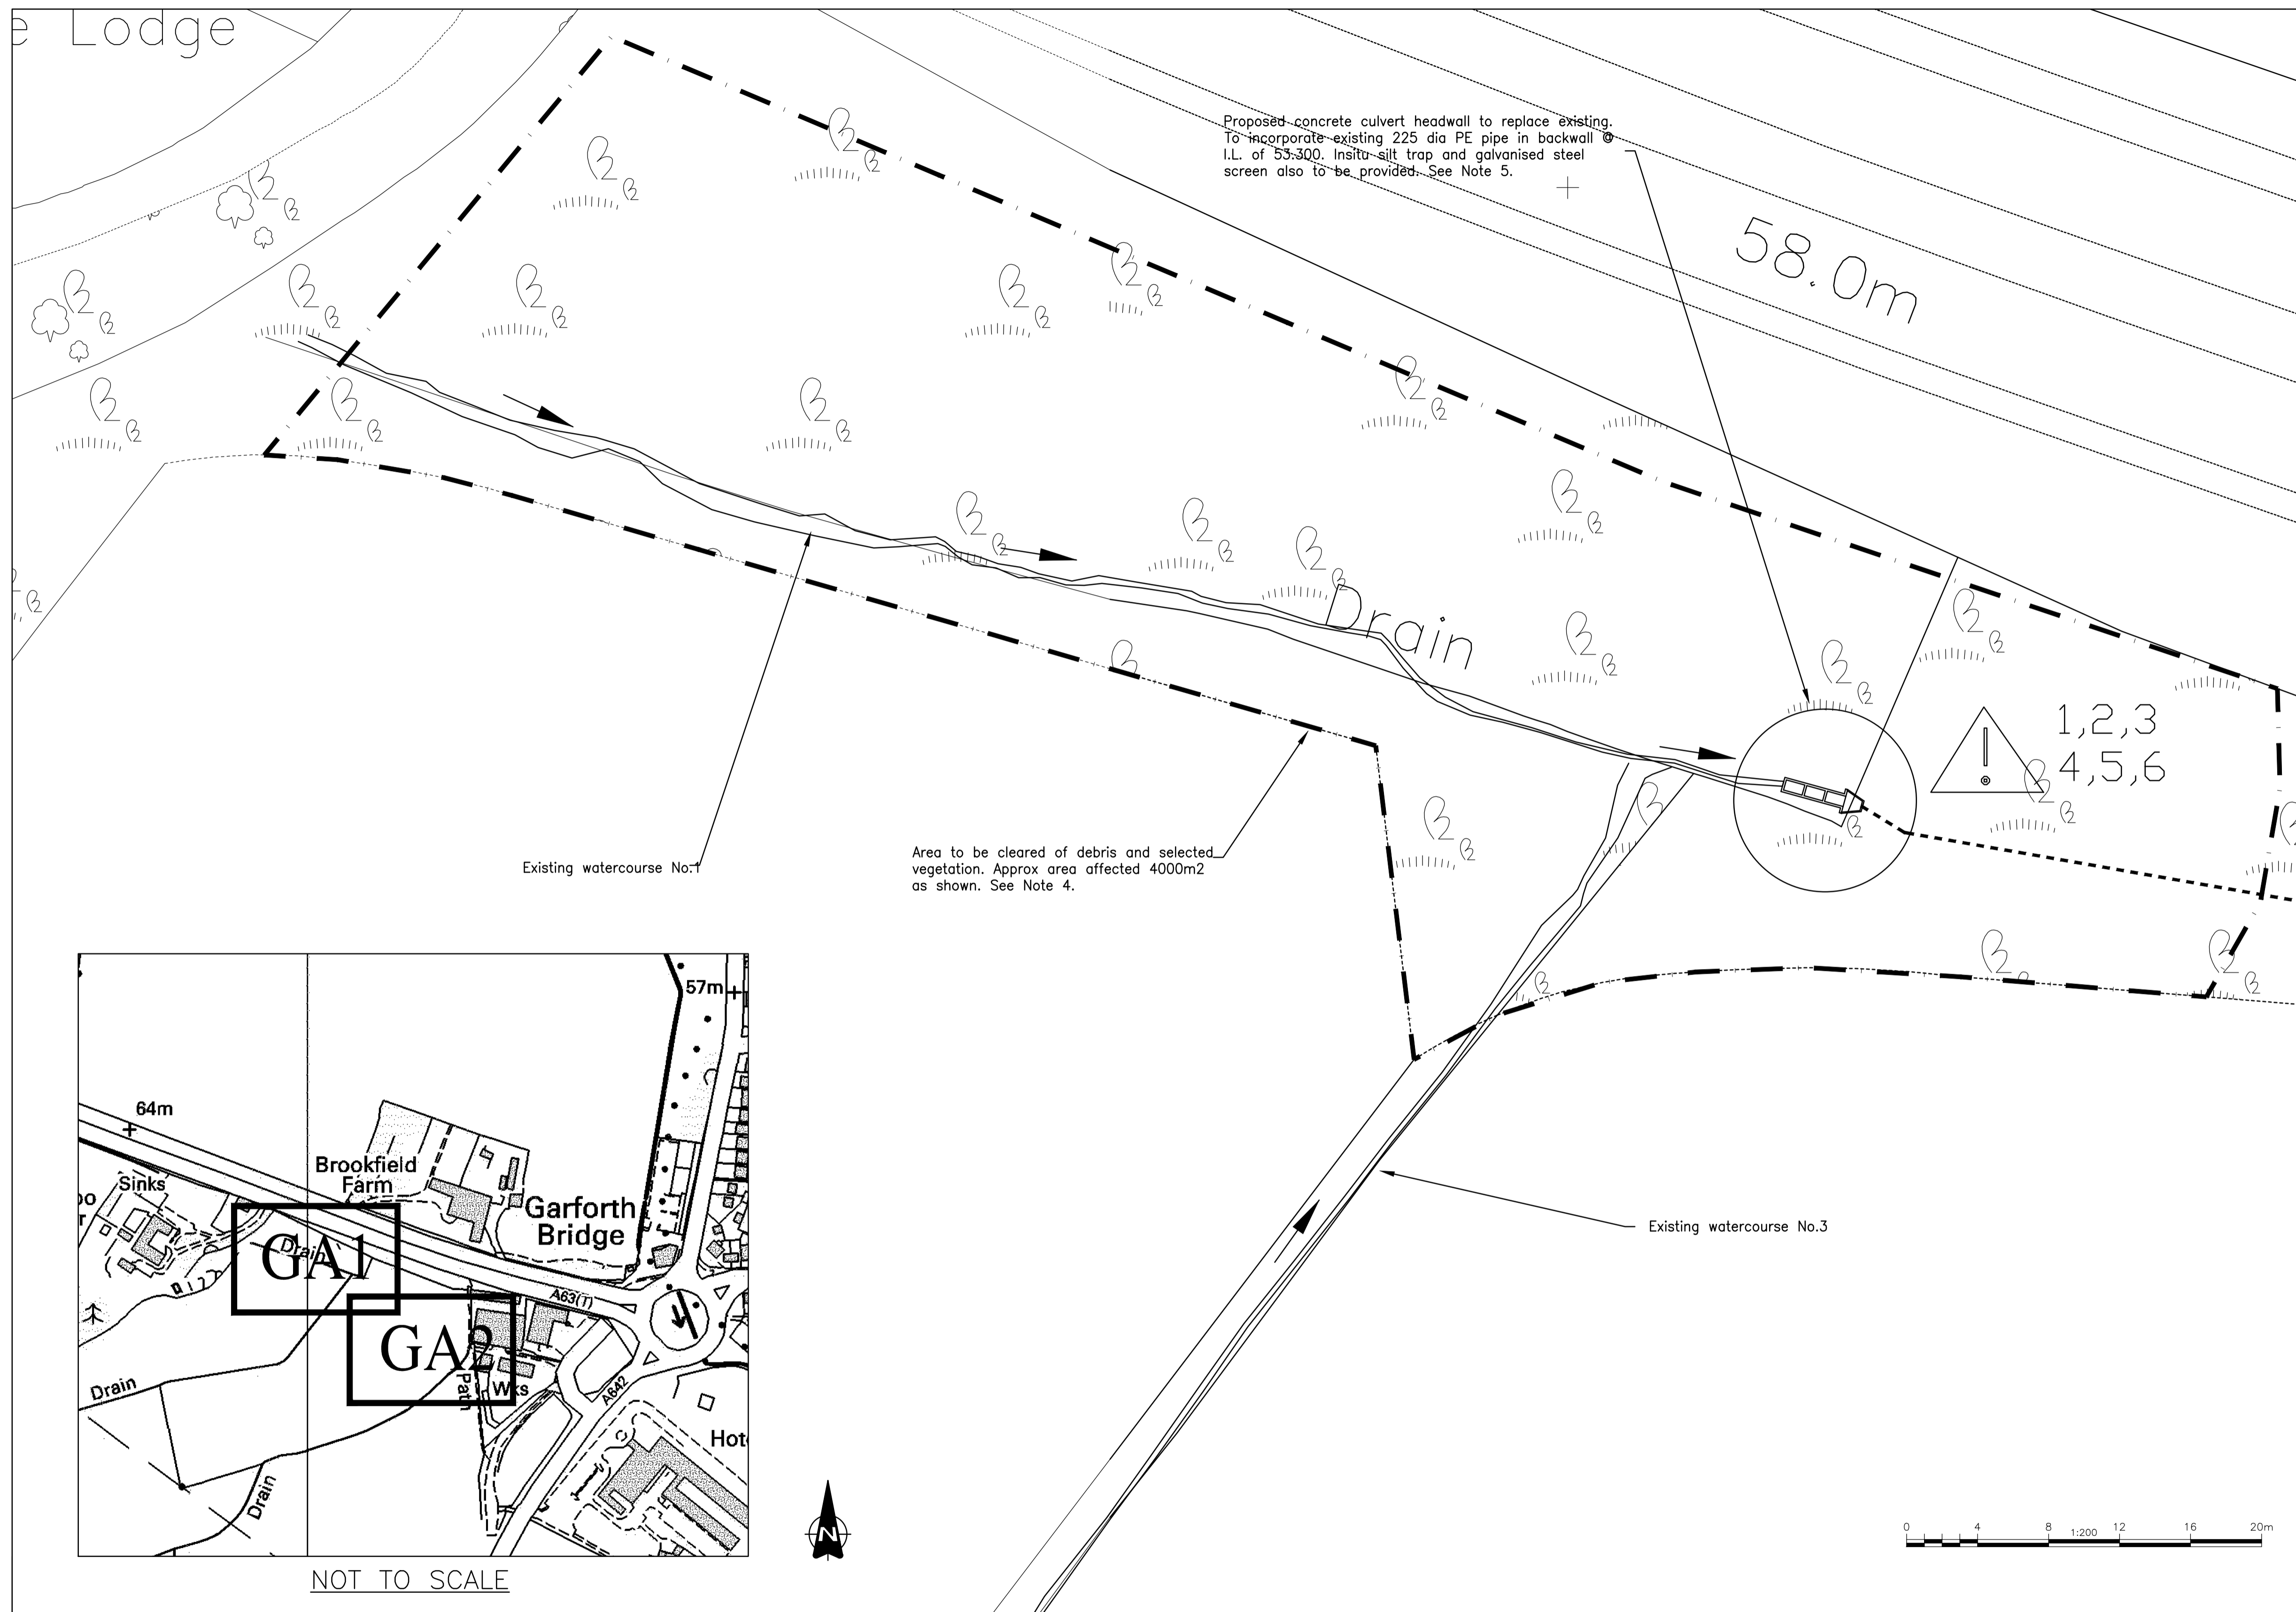 e Lodge
Proposed concrete culvert headwall to replace existing.
To incorporate existing 225 dia PE pipe in backwall @
I.L. of 53.300. Insitu silt trap and galvanised steel
screen also to be provided. See Note 5.
58.0m
Drain
1,2,3
4,5,6
Existing watercourse No.1
Area to be cleared of debris and selected
vegetation. Approx area affected 4000m2
as shown. See Note 4.
Existing watercourse No.3
57m
64m
Brookfield
Farm
Sinks
Garforth
Bridge
Drain
GA1
A63(T)
GA2
Path
Wks
A642
Drain
Drain
Hot
N
NOT TO SCALE
0 4 8 12 16 20m
1:200